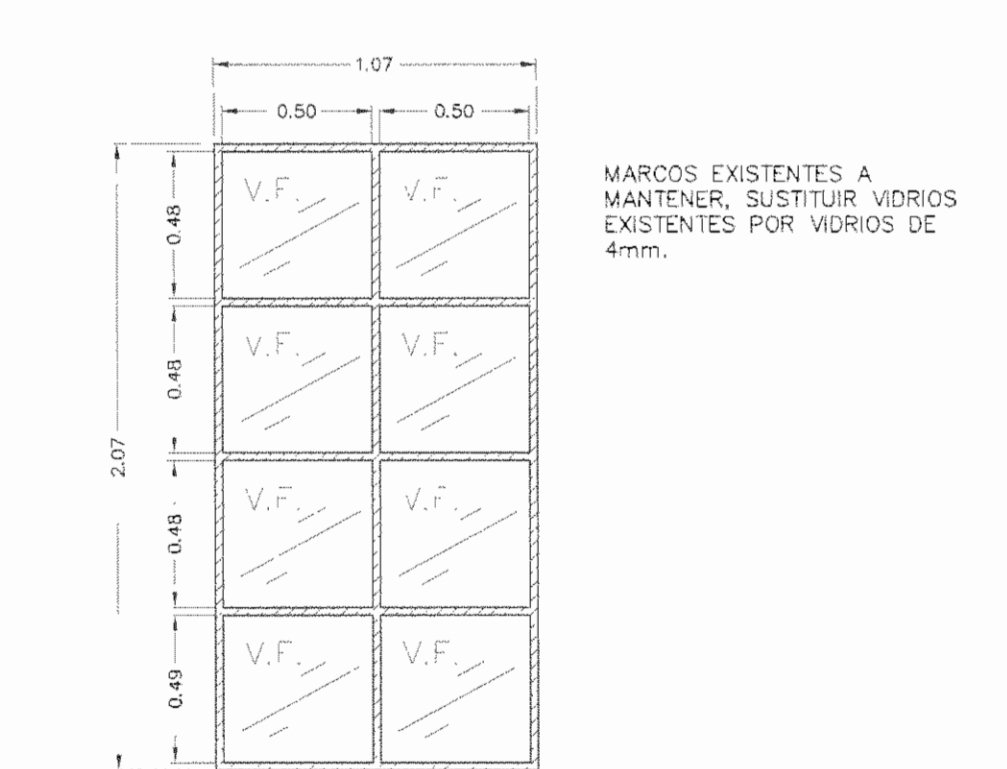 1.07
0.50 0.50
MARCOS EXISTENTES A
MANTENER, SUSTITUIR VIDRIOS
EXISTENTES POR VIDRIOS DE
4mm.
0.48
V.F. V.F.
0.48
V.F. V.F.
2.07
0.48
V.F. V.F.
0.49
V.F. V.F.